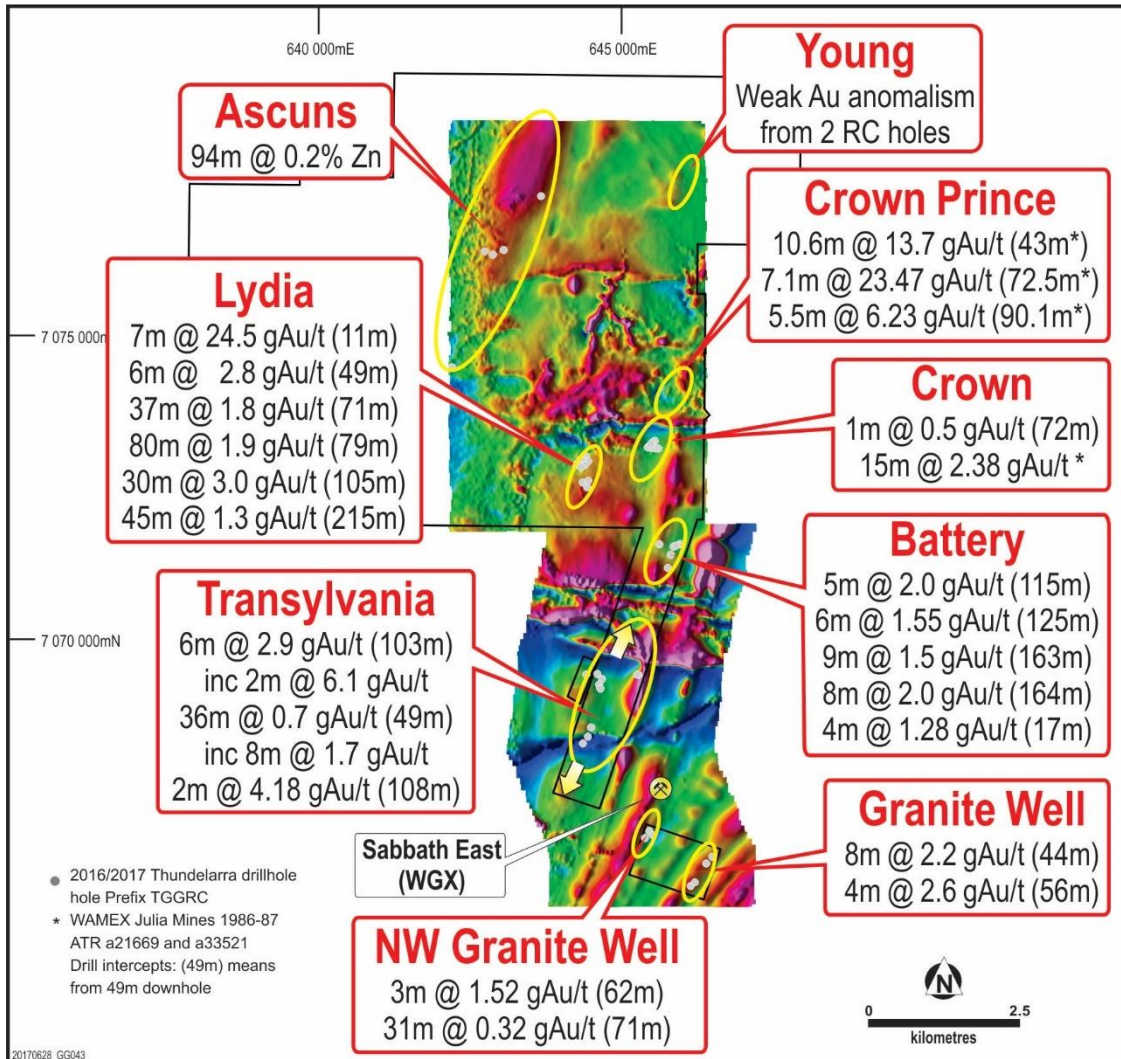 640 000mE
645 000mE
Young
Weak Au anomalism
from 2 RC holes
Ascuns
94m @ 0.2% Zn
Crown Prince
10.6m @ 13.7 gAu/t (43m*)
7.1m @ 23.47 gAu/t (72.5m*)
5.5m @ 6.23 gAu/t (90.1m*)
Lydia
7m @ 24.5 gAu/t (11m)
6m @ 2.8 gAu/t (49m)
37m @ 1.8 gAu/t (71m)
80m @ 1.9 gAu/t (79m)
30m @ 3.0 gAu/t (105m)
45m @ 1.3 gAu/t (215m)
7 075 000m
Crown
1m @ 0.5 gAu/t (72m)
15m @ 2.38 gAu/t *
Battery
5m @ 2.0 gAu/t (115m)
6m @ 1.55 gAu/t (125m)
9m @ 1.5 gAu/t (163m)
8m @ 2.0 gAu/t (164m)
4m @ 1.28 gAu/t (17m)
7 070 000mN
Transylvania
6m @ 2.9 gAu/t (103m)
inc 2m @ 6.1 gAu/t
36m @ 0.7 gAu/t (49m)
inc 8m @ 1.7 gAu/t
2m @ 4.18 gAu/t (108m)
Granite Well
8m @ 2.2 gAu/t (44m)
4m @ 2.6 gAu/t (56m)
Sabbath East
(WGX)
NW Granite Well
3m @ 1.52 gAu/t (62m)
31m @ 0.32 gAu/t (71m)
2016/2017 Thundelarra drillhole
hole Prefix TGGRC
* WAMEX Julia Mines 1986-87
ATR a21669 and a33521
Drill intercepts: (49m) means
from 49m downhole
N
0 2.5
kilometres
20170628_GG043